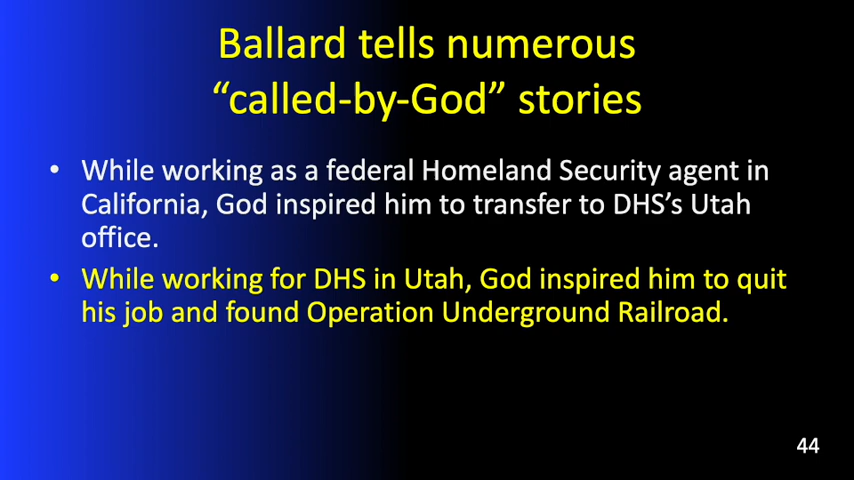 Ballard tells numerous
“called-by-God” stories
• While working as a federal Homeland Security agent in
California, God inspired him to transfer to DHS’s Utah
office.
• While working for DHS in Utah, God inspired him to quit
his job and found Operation Underground Railroad.
44